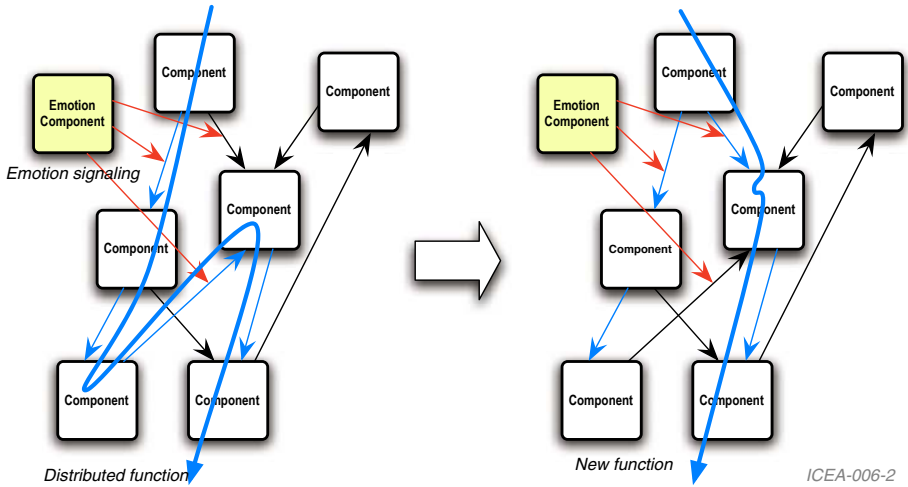 Component
Component
Emotion
Component
Emotion signaling
Component
Component
Component
Component
Distributed function
Component
Component
Emotion
Component
Component
Component
Component
Component
New function
ICEA-006-2